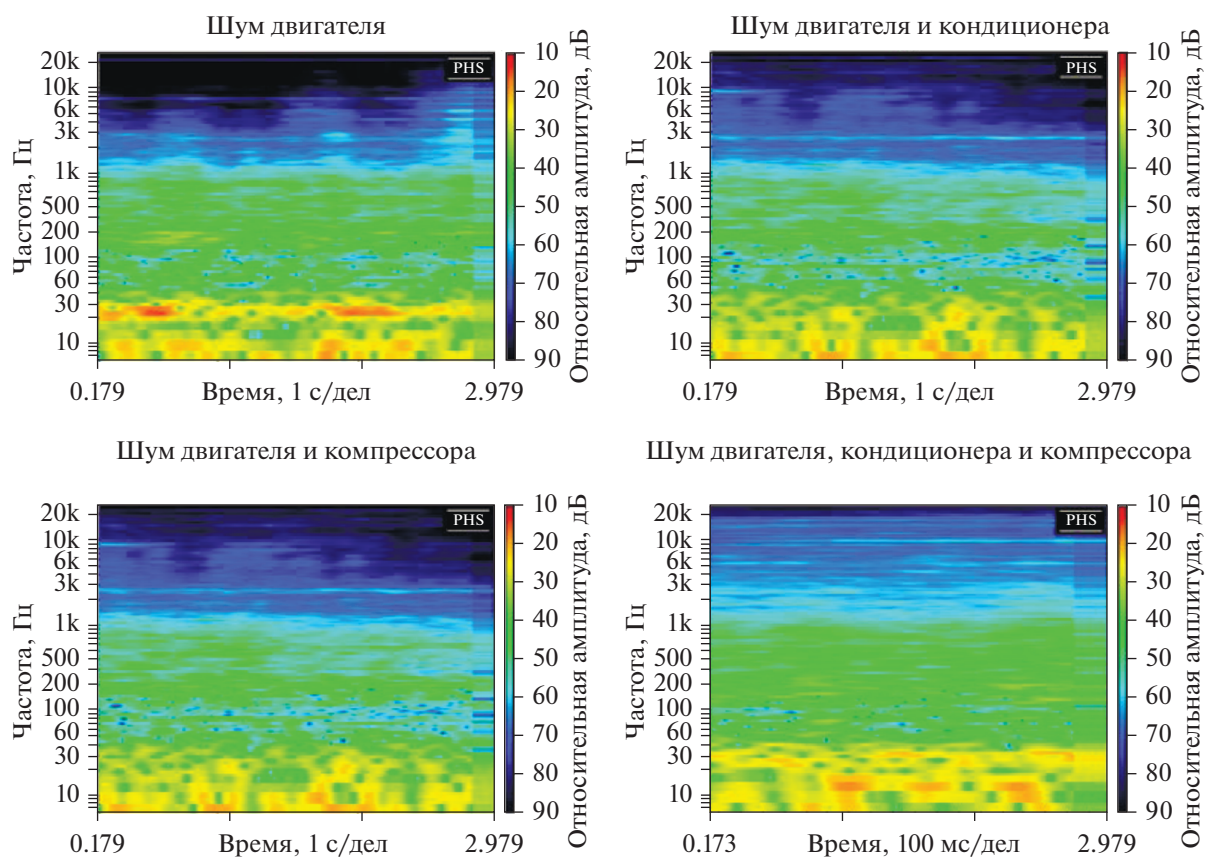 Шум двигателя
20k
10k
6k
3k
1k
500
200
100
60
30
10
Частота, Гц
PHS
10
20
30
40
50
60
70
80
90
Относительная амплитуда, дБ
0.179 Время, 1 с/дел 2.979
Шум двигателя и кондиционера
20k
10k
6k
3k
1k
500
200
100
60
30
10
Частота, Гц
PHS
10
20
30
40
50
60
70
80
90
Относительная амплитуда, дБ
0.179 Время, 1 с/дел 2.979
Шум двигателя и компрессора
20k
10k
6k
3k
1k
500
200
100
60
30
10
Частота, Гц
PHS
10
20
30
40
50
60
70
80
90
Относительная амплитуда, дБ
0.179 Время, 1 с/дел 2.979
Шум двигателя, кондиционера и компрессора
20k
10k
6k
3k
1k
500
200
100
60
30
10
Частота, Гц
PHS
10
20
30
40
50
60
70
80
90
Относительная амплитуда, дБ
0.173 Время, 100 мс/дел 2.979